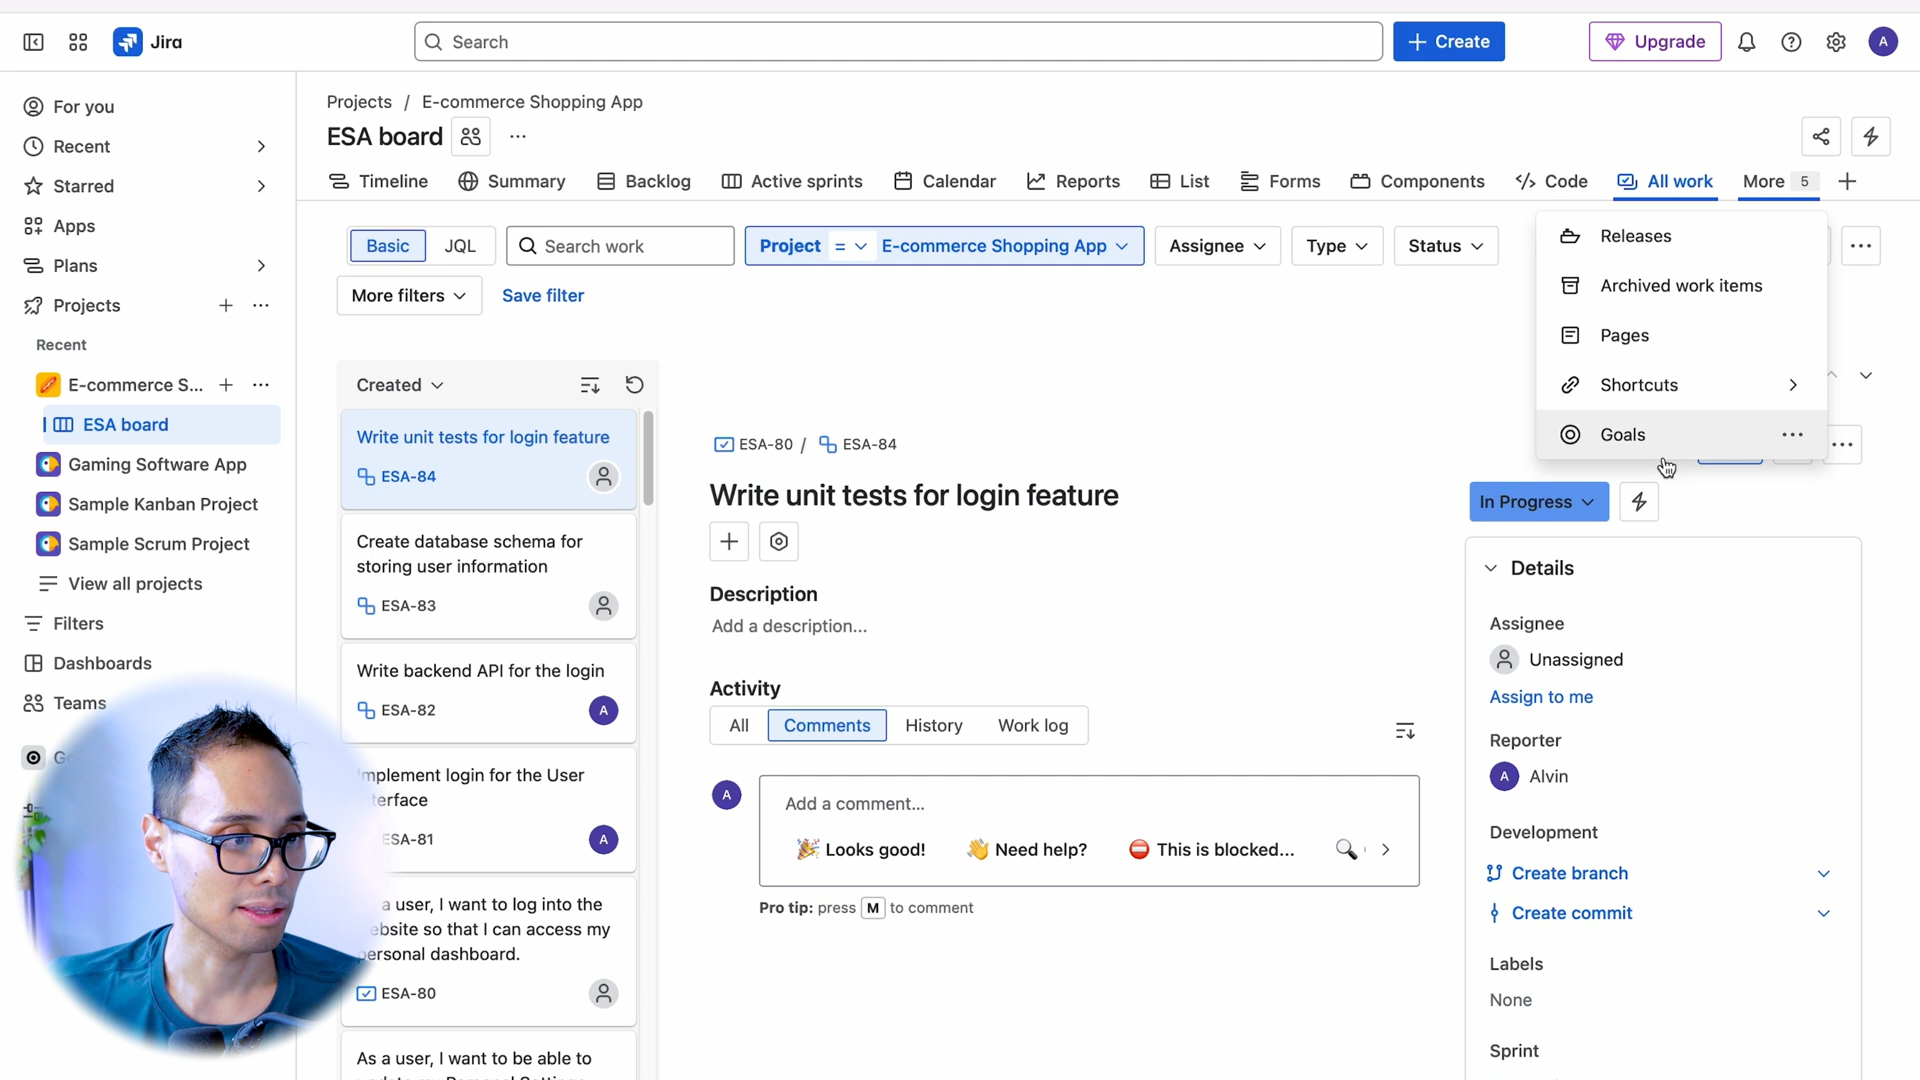 Jira
Search
Create
Upgrade
A
For you
Recent
Starred
Apps
Plans
Projects
Recent
E-commerce S...
ESA board
Gaming Software App
Sample Kanban Project
Sample Scrum Project
View all projects
Filters
Dashboards
Teams
Projects / E-commerce Shopping App
ESA board
Timeline
Summary
Backlog
Active sprints
Calendar
Reports
List
Forms
Components
Code
All work
More 5
Basic
JQL
Search work
Project = E-commerce Shopping App
Assignee
Type
Status
More filters
Save filter
Releases
Archived work items
Pages
Shortcuts
Goals
Created
Write unit tests for login feature
ESA-84
Create database schema for
storing user information
ESA-83
Write backend API for the login
ESA-82
A
Implement login for the User
ESA-81
A
a user, I want to log into the
so that I can access my
personal dashboard.
ESA-80
As a user, I want to be able to
ESA-80 / ESA-84
Write unit tests for login feature
Description
Add a description...
Activity
All
Comments
History
Work log
A
Add a comment...
Looks good!
Need help?
This is blocked...
Pro tip: press M to comment
In Progress
Details
Assignee
Unassigned
Assign to me
Reporter
A
Alvin
Development
Create branch
Create commit
Labels
None
Sprint